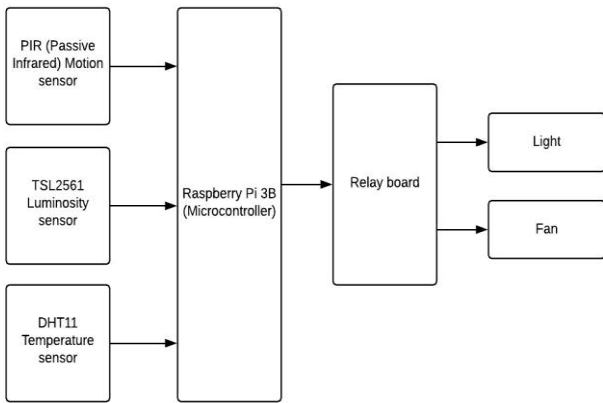 PIR (Passive
Infrared) Motion
sensor
TSL2561
Luminosity
sensor
DHT11
Temperature
sensor
Raspberry Pi 3B
(Microcontroller)
Relay board
Light
Fan